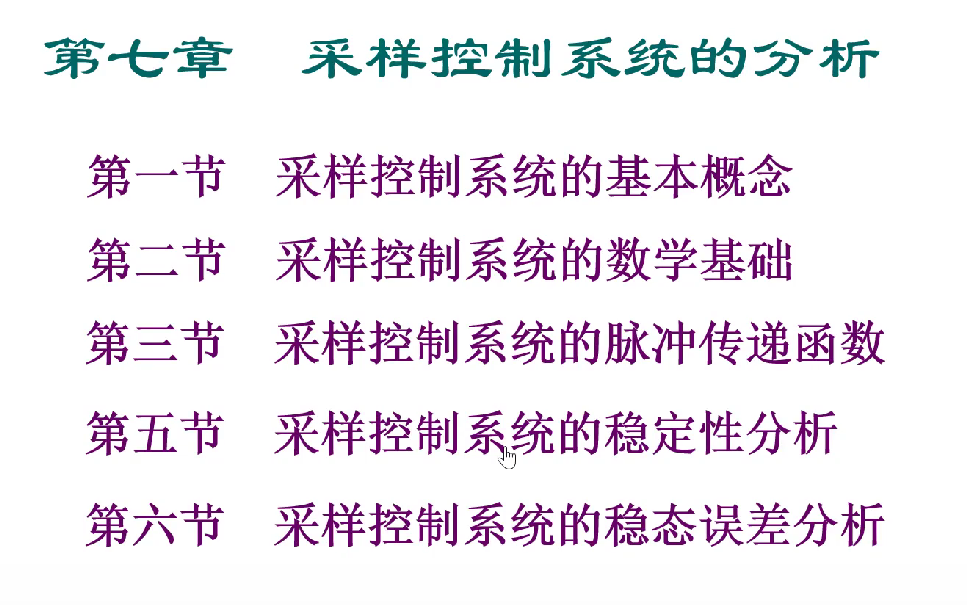 第七章 采样控制系统的分析
第一节 采样控制系统的基本概念
第二节 采样控制系统的数学基础
第三节 采样控制系统的脉冲传递函数
第五节 采样控制系统的稳定性分析
第六节 采样控制系统的稳态误差分析